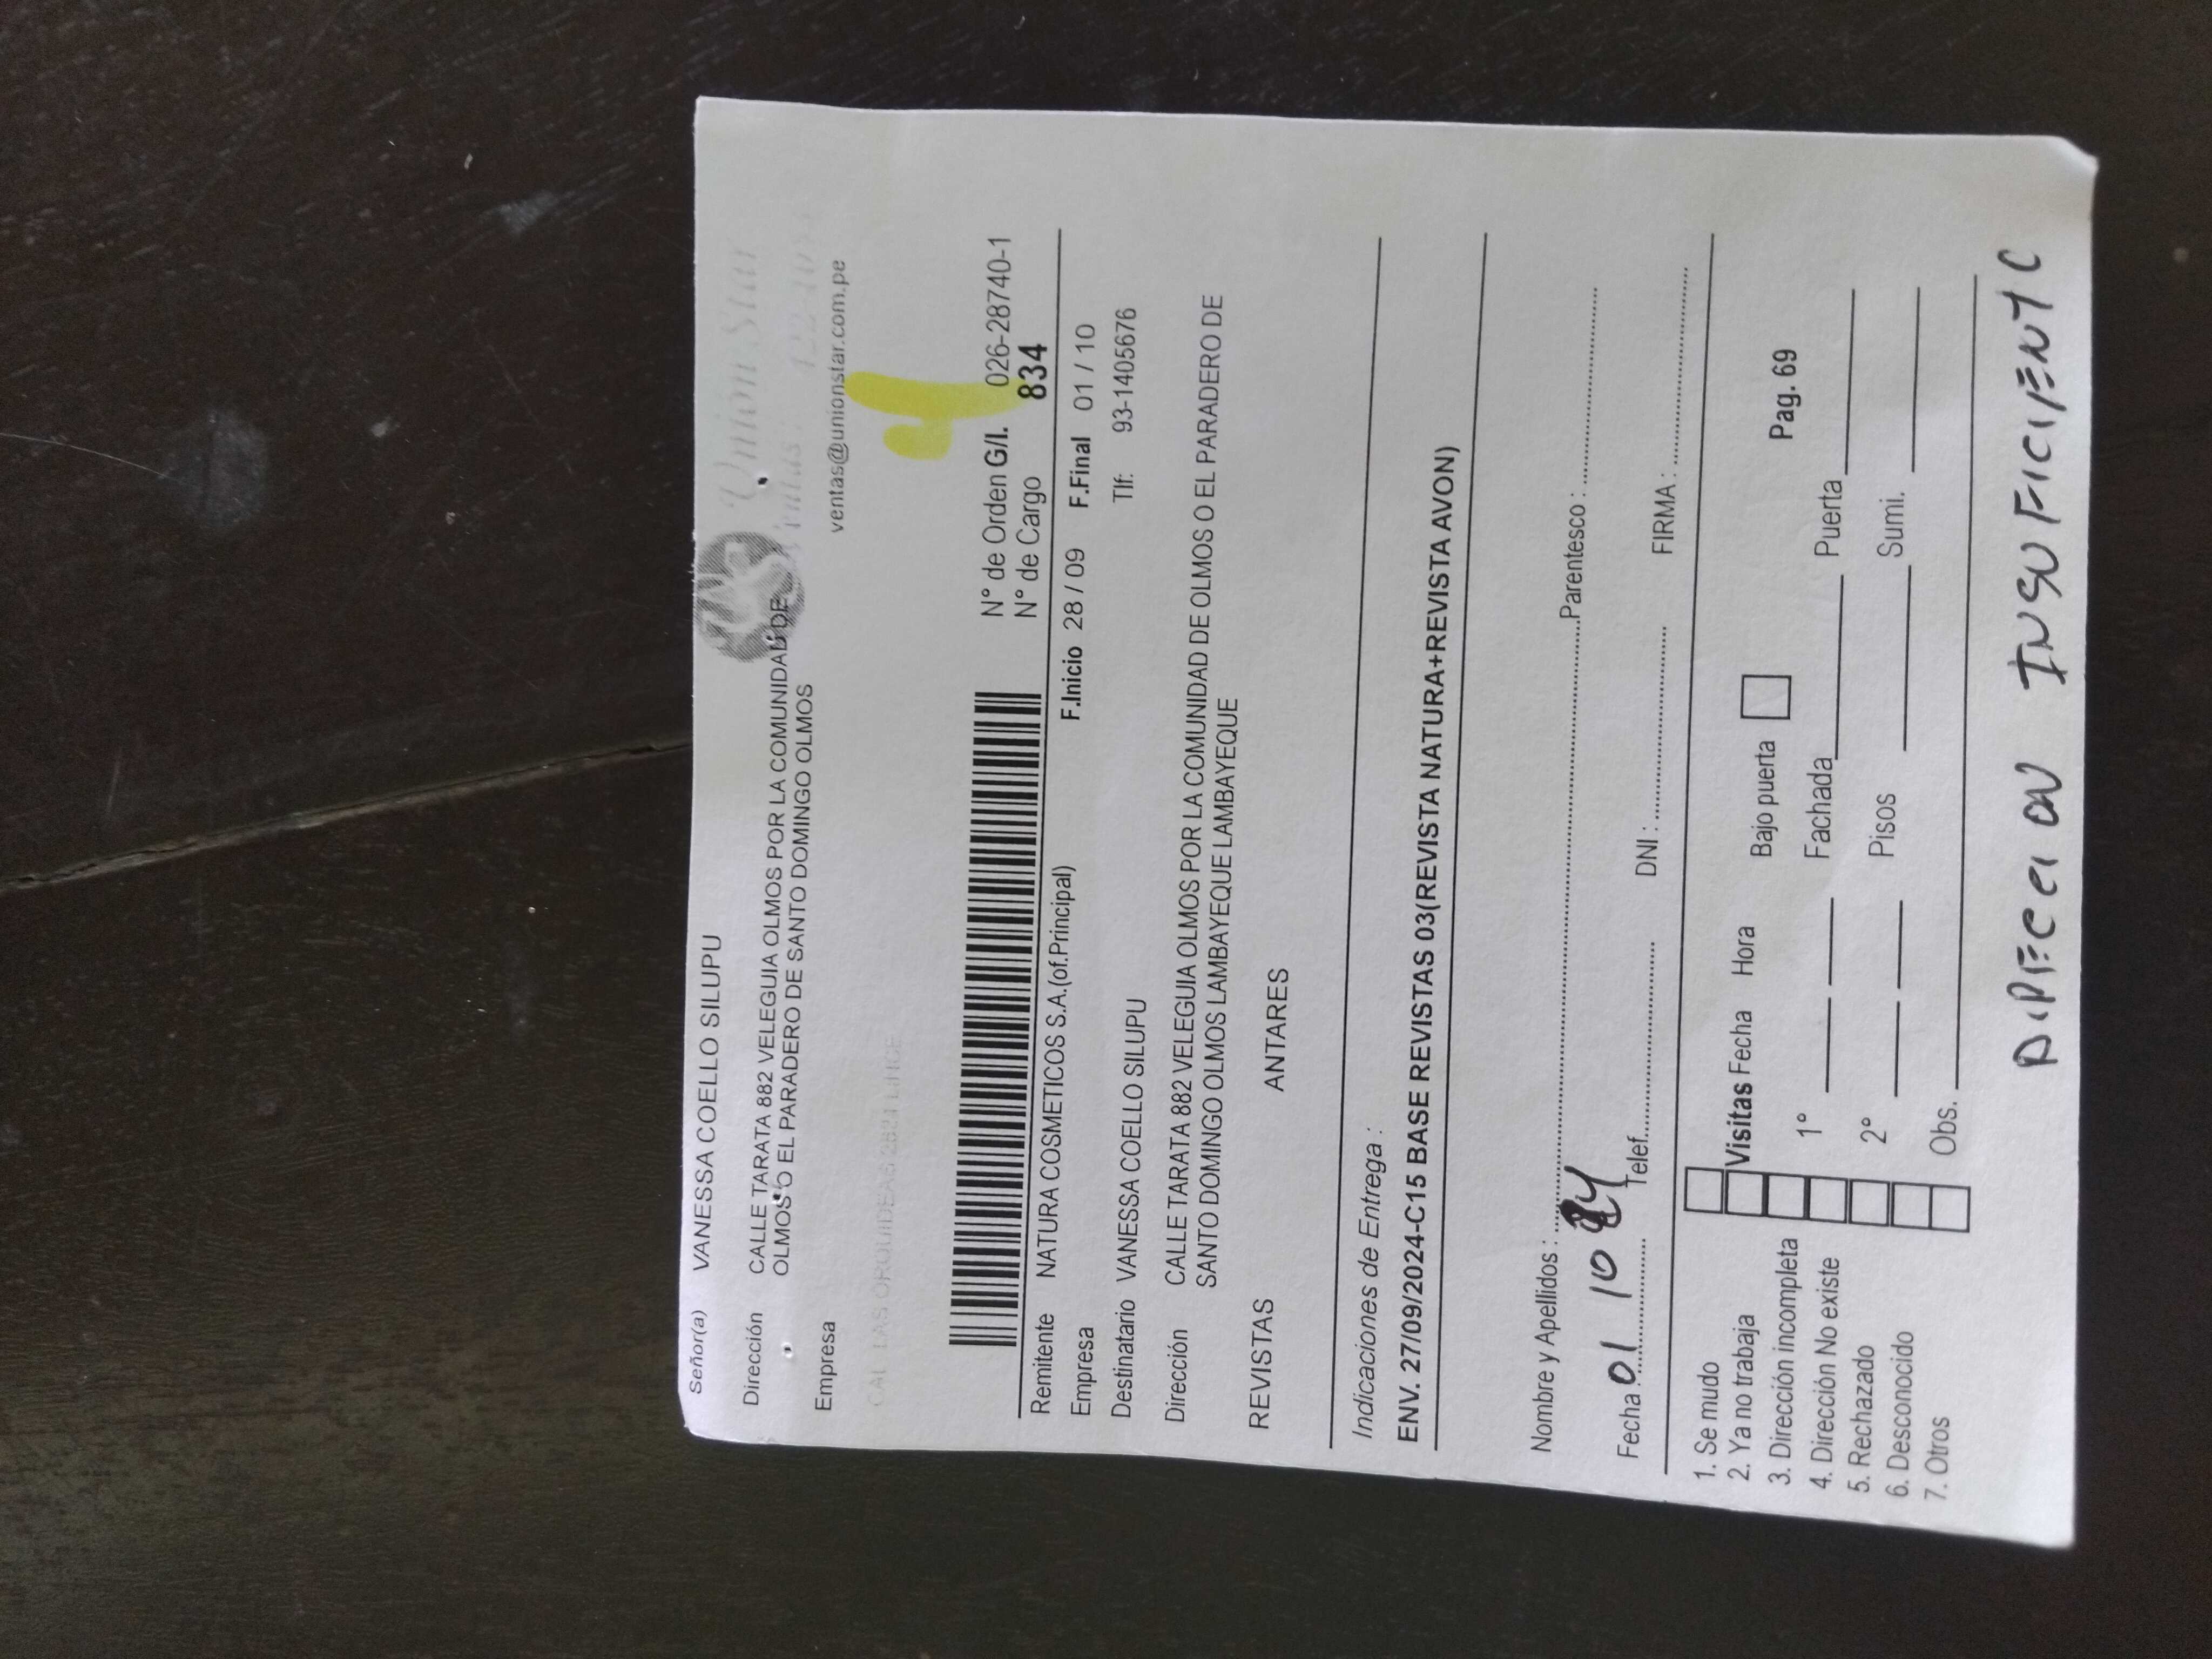 Señor(a) VANESSA COELLO SILUPU
Unión Star
Dirección CALLE TARATA 882 VELEGUIA OLMOS POR LA COMUNIDAD DE
OLMOS O EL PARADERO DE SANTO DOMINGO OLMOS
Empresa ventas@unionstar.com.pe
N° de Orden G/I. 026-28740-1
N° de Cargo 834
Remitente NATURA COSMETICOS S.A.(of.Principal)
Empresa F.Inicio 28 / 09 F.Final 01 / 10
Destinatario VANESSA COELLO SILUPU Tlf: 93-1405676
Dirección CALLE TARATA 882 VELEGUIA OLMOS POR LA COMUNIDAD DE OLMOS O EL PARADERO DE
SANTO DOMINGO OLMOS LAMBAYEQUE LAMBAYEQUE
REVISTAS ANTARES
Indicaciones de Entrega :
ENV. 27/09/2024-C15 BASE REVISTAS 03(REVISTA NATURA+REVISTA AVON)
Nombre y Apellidos : Parentesco :
Fecha : 01 10 24 Telef. DNI : FIRMA :
1. Se mudo
2. Ya no trabaja Visitas Fecha Hora Bajo puerta Pag. 69
3. Dirección incompleta
4. Dirección No existe 1° Fachada Puerta
5. Rechazado
6. Desconocido 2° Pisos Sumi.
7. Otros Obs.
DIRECCION INSUFICIENTE